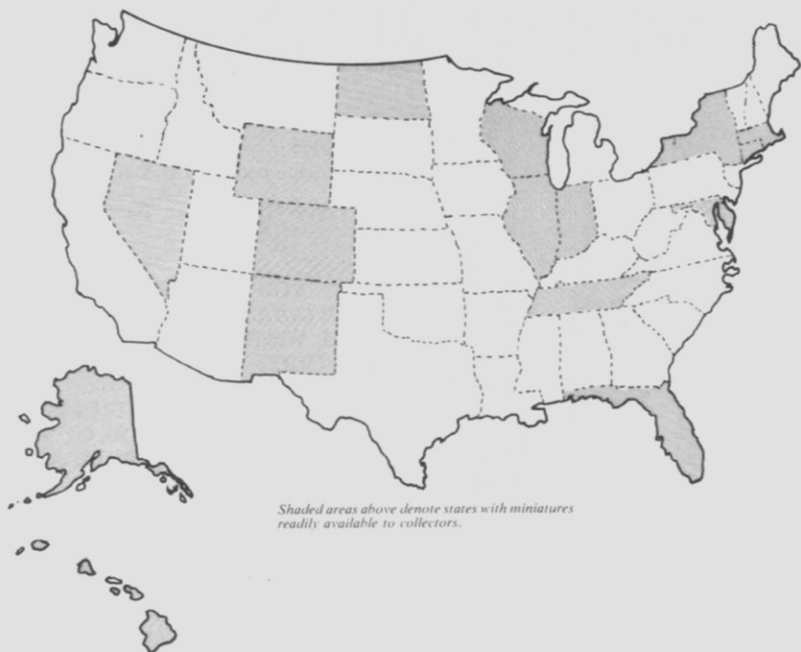 Shaded areas above denote states with miniatures
readily available to collectors.